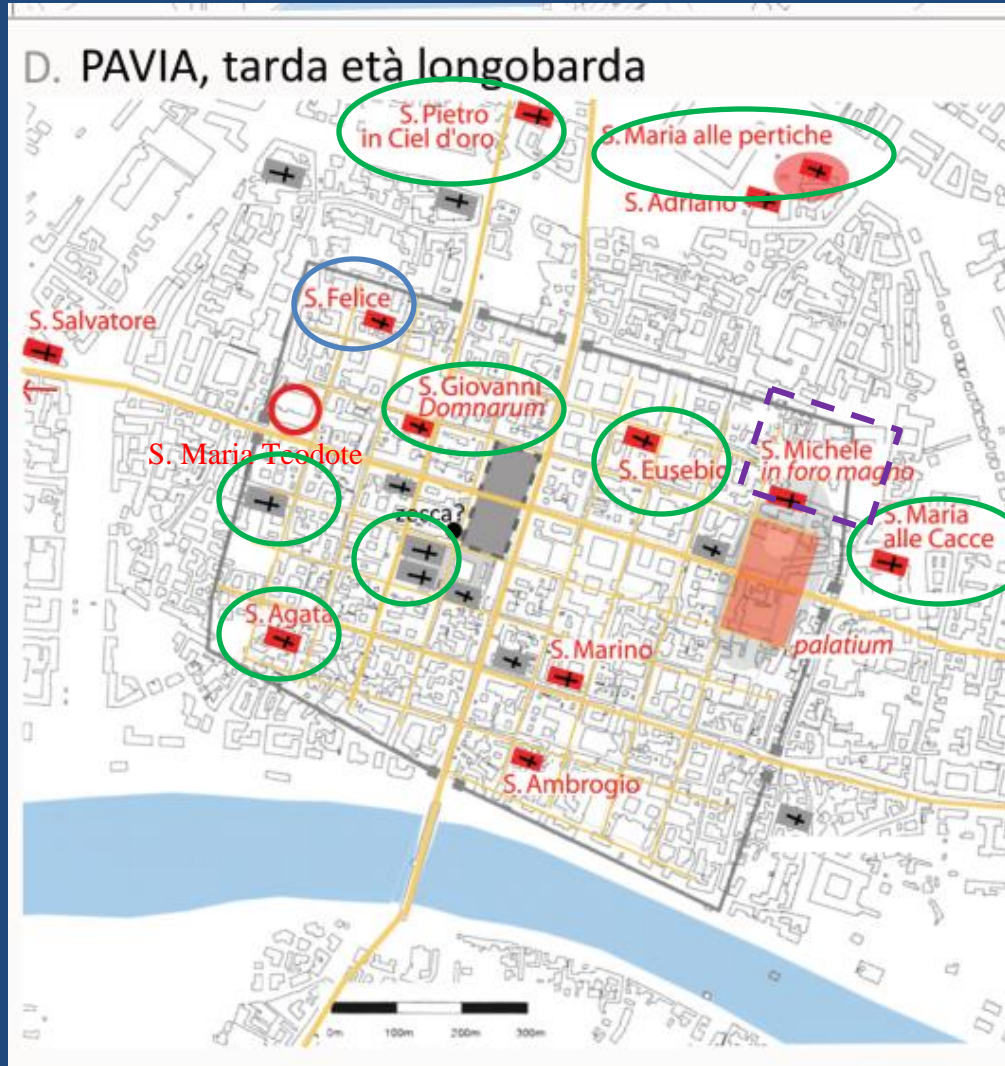 D. PAVIA, tarda età longobarda
S. Pietro
in Ciel d'oro
S. Maria alle pertiche
S. Adriano
S. Felice
S. Salvatore
S. Giovanni
Domnarum
S. Maria Teodote
S. Eusebio
S. Michele
in foro magno
zecca?
S. Maria
alle Cacce
S. Agata
S. Marino
palatium
S. Ambrogio
0m 100m 200m 300m